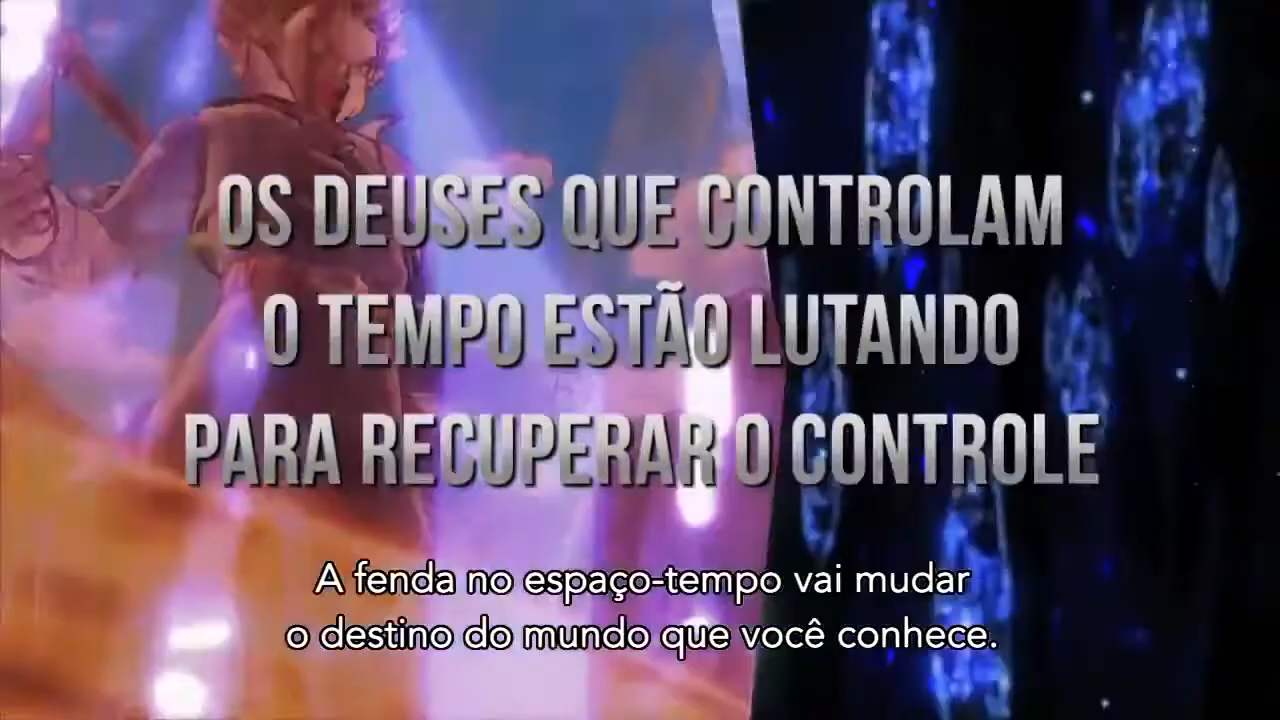 OS DEUSES QUE CONTROLAM
O TEMPO ESTÃO LUTANDO
PARA RECUPERAR O CONTROLE
A fenda no espaço-tempo vai mudar
o destino do mundo que você conhece.